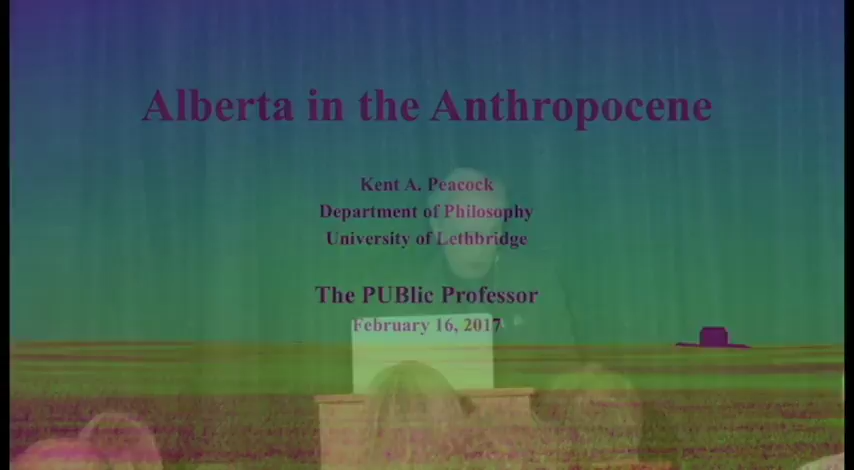 Alberta in the Anthropocene
Kent A. Peacock
Department of Philosophy
University of Lethbridge
The PUBlic Professor
February 16, 2017